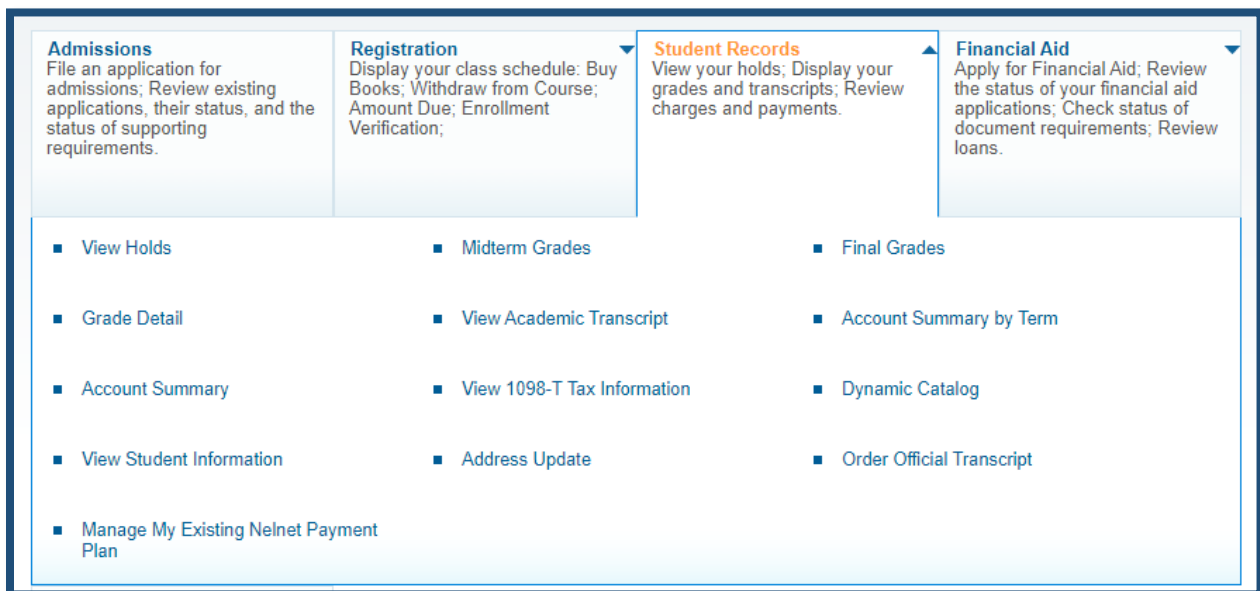 Admissions
File an application for
admissions; Review existing
applications, their status, and the
status of supporting
requirements.
Registration
Display your class schedule: Buy
Books; Withdraw from Course;
Amount Due; Enrollment
Verification;
Student Records
View your holds; Display your
grades and transcripts; Review
charges and payments.
Financial Aid
Apply for Financial Aid; Review
the status of your financial aid
applications; Check status of
document requirements; Review
loans.
View Holds
Midterm Grades
Final Grades
Grade Detail
View Academic Transcript
Account Summary by Term
Account Summary
View 1098-T Tax Information
Dynamic Catalog
View Student Information
Address Update
Order Official Transcript
Manage My Existing Nelnet Payment
Plan